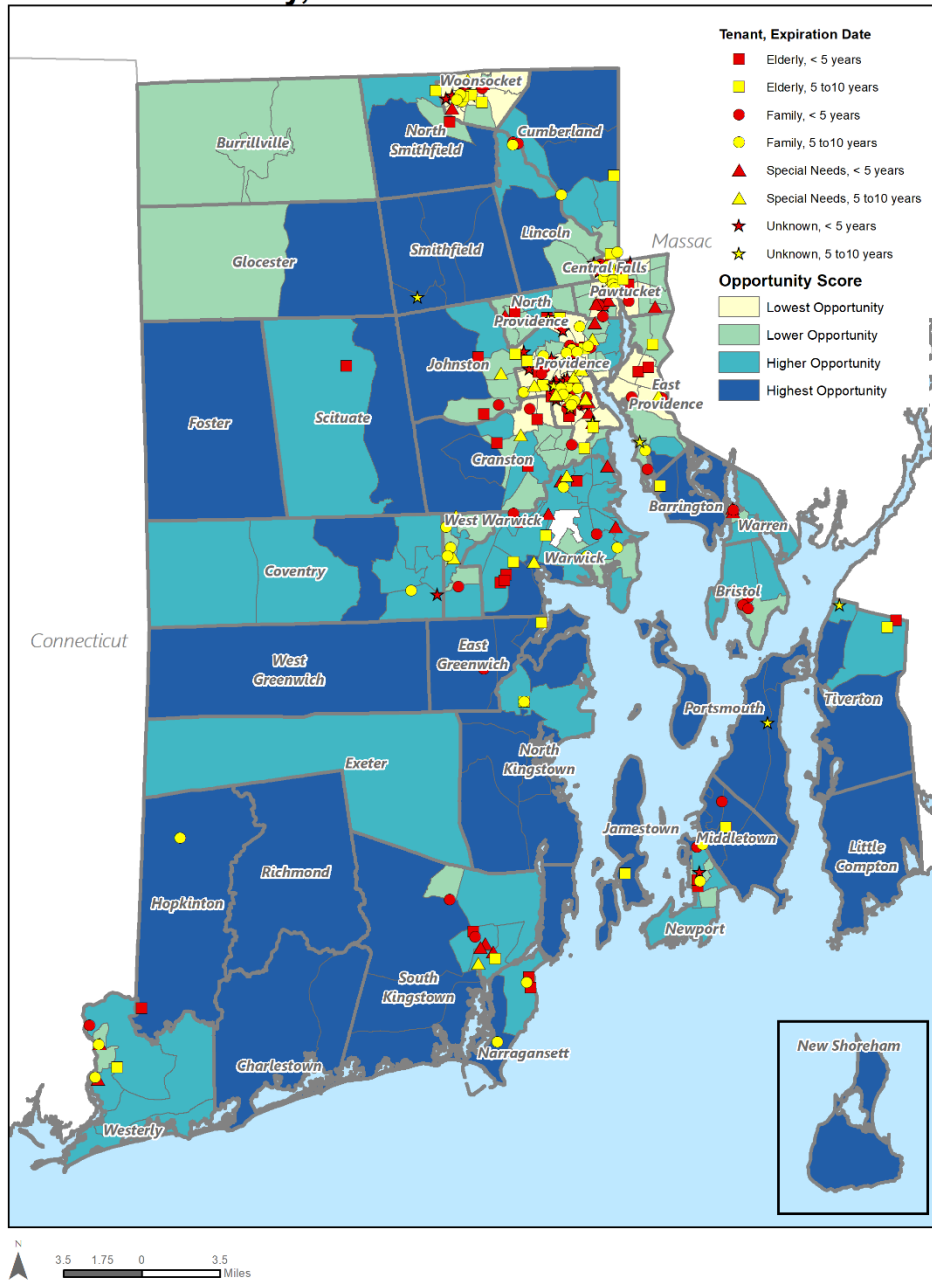 Tenant, Expiration Date
Elderly, < 5 years
Elderly, 5 to10 years
Family, < 5 years
Family, 5 to10 years
Special Needs, < 5 years
Special Needs, 5 to10 years
Unknown, < 5 years
Unknown, 5 to10 years
Opportunity Score
Lowest Opportunity
Lower Opportunity
Higher Opportunity
Highest Opportunity
Woonsocket
Burrillville
North
Smithfield
Cumberland
Glocester
Smithfield
Lincoln
Massac
Central Falls
Pawtucket
North
Providence
Johnston
Providence
East
Providence
Foster
Scituate
Cranston
Barrington
Warren
West Warwick
Warwick
Coventry
Bristol
Connecticut
West
Greenwich
East
Greenwich
Portsmouth
Tiverton
Exeter
North
Kingstown
Jamestown
Middletown
Little
Compton
Richmond
Hopkinton
Newport
South
Kingstown
Narragansett
Charlestown
Westerly
New Shoreham
N
3.5 1.75 0 3.5
Miles